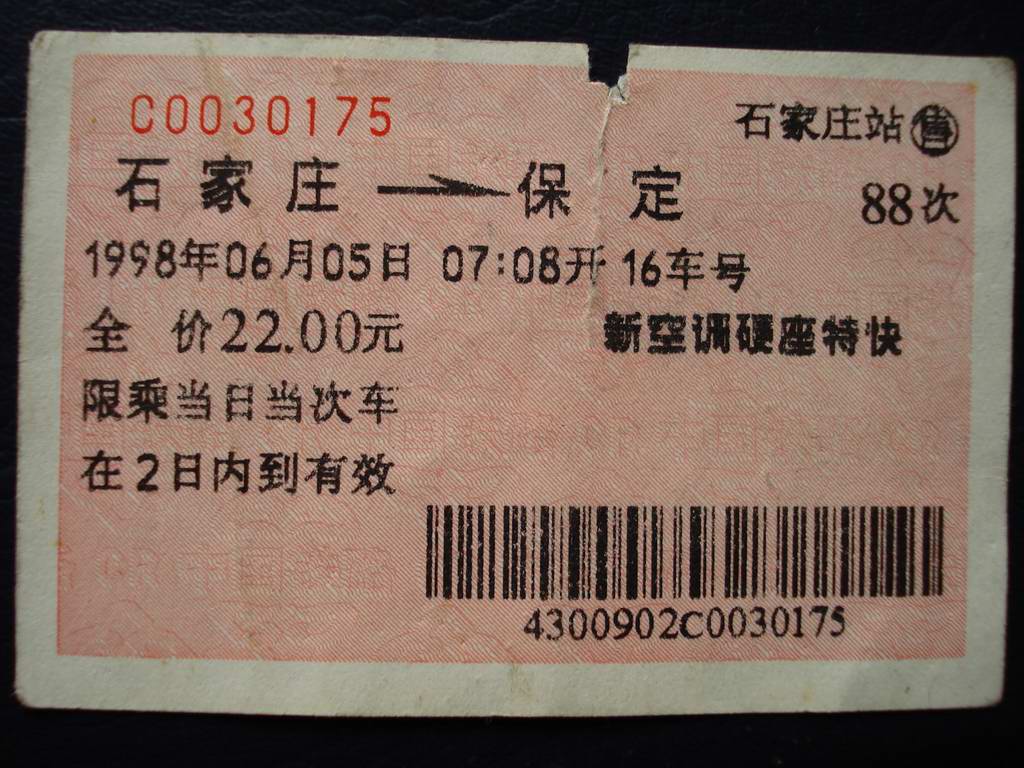 C0030175
石家庄站㊕售
石家庄→保定 88次
1998年06月05日 07:08开 16车号
全 价22.00元 新空调硬座特快
限乘当日当次车
在2日内到有效
4300902C0030175